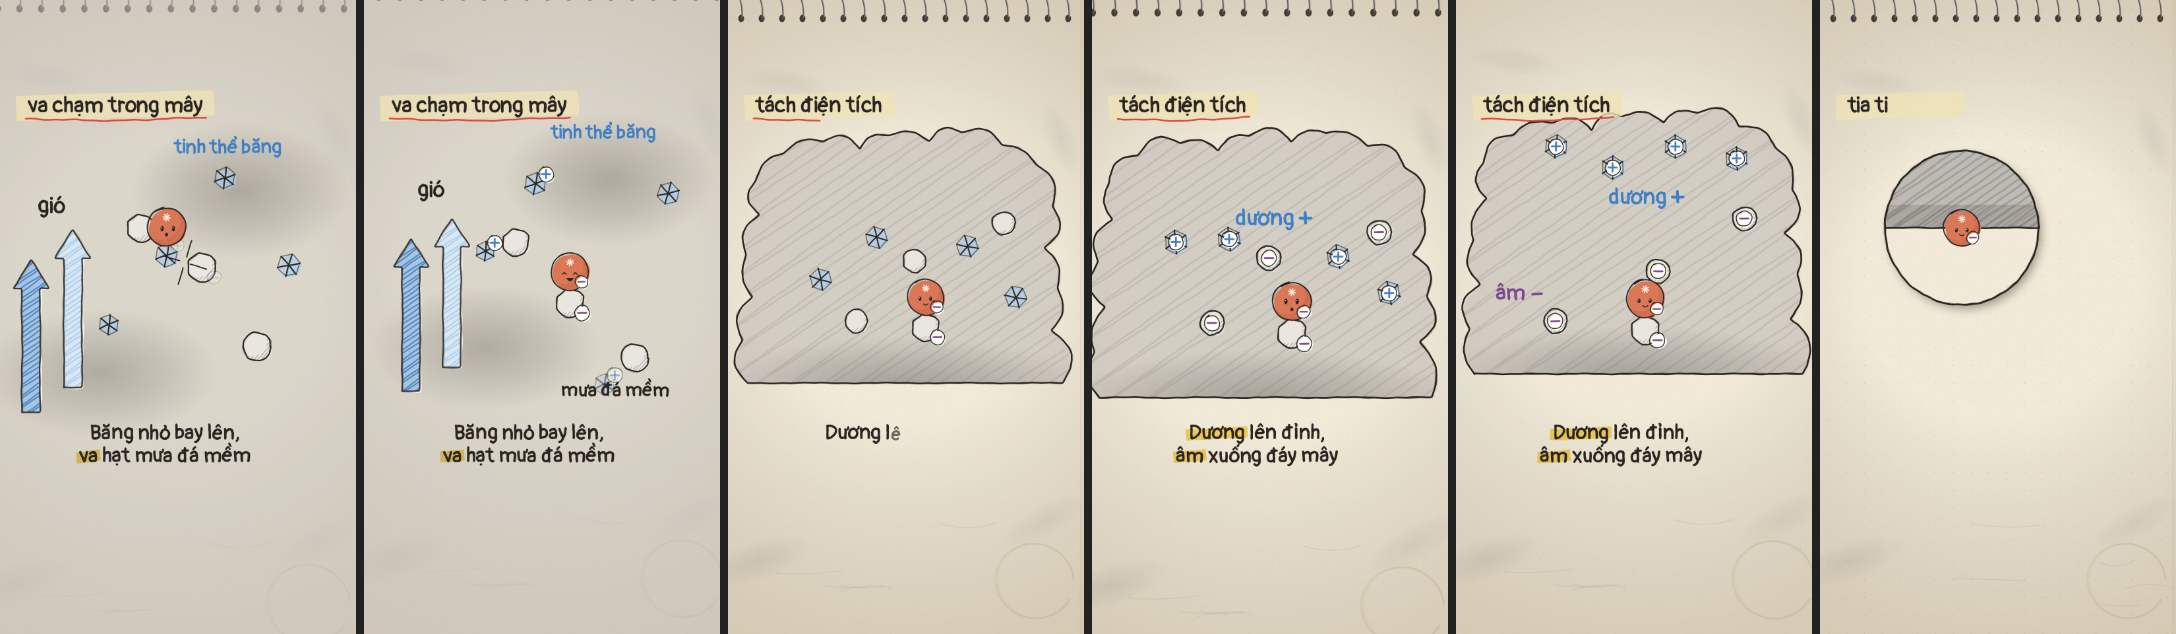 va chạm trong mây
tinh thể băng
gió
Băng nhỏ bay lên,
va hạt mưa đá mềm
va chạm trong mây
tinh thể băng
gió
mưa đá mềm
Băng nhỏ bay lên,
va hạt mưa đá mềm
tách điện tích
Dương lê
tách điện tích
dương +
Dương lên đỉnh,
âm xuống đáy mây
tách điện tích
dương +
âm –
Dương lên đỉnh,
âm xuống đáy mây
tia ti